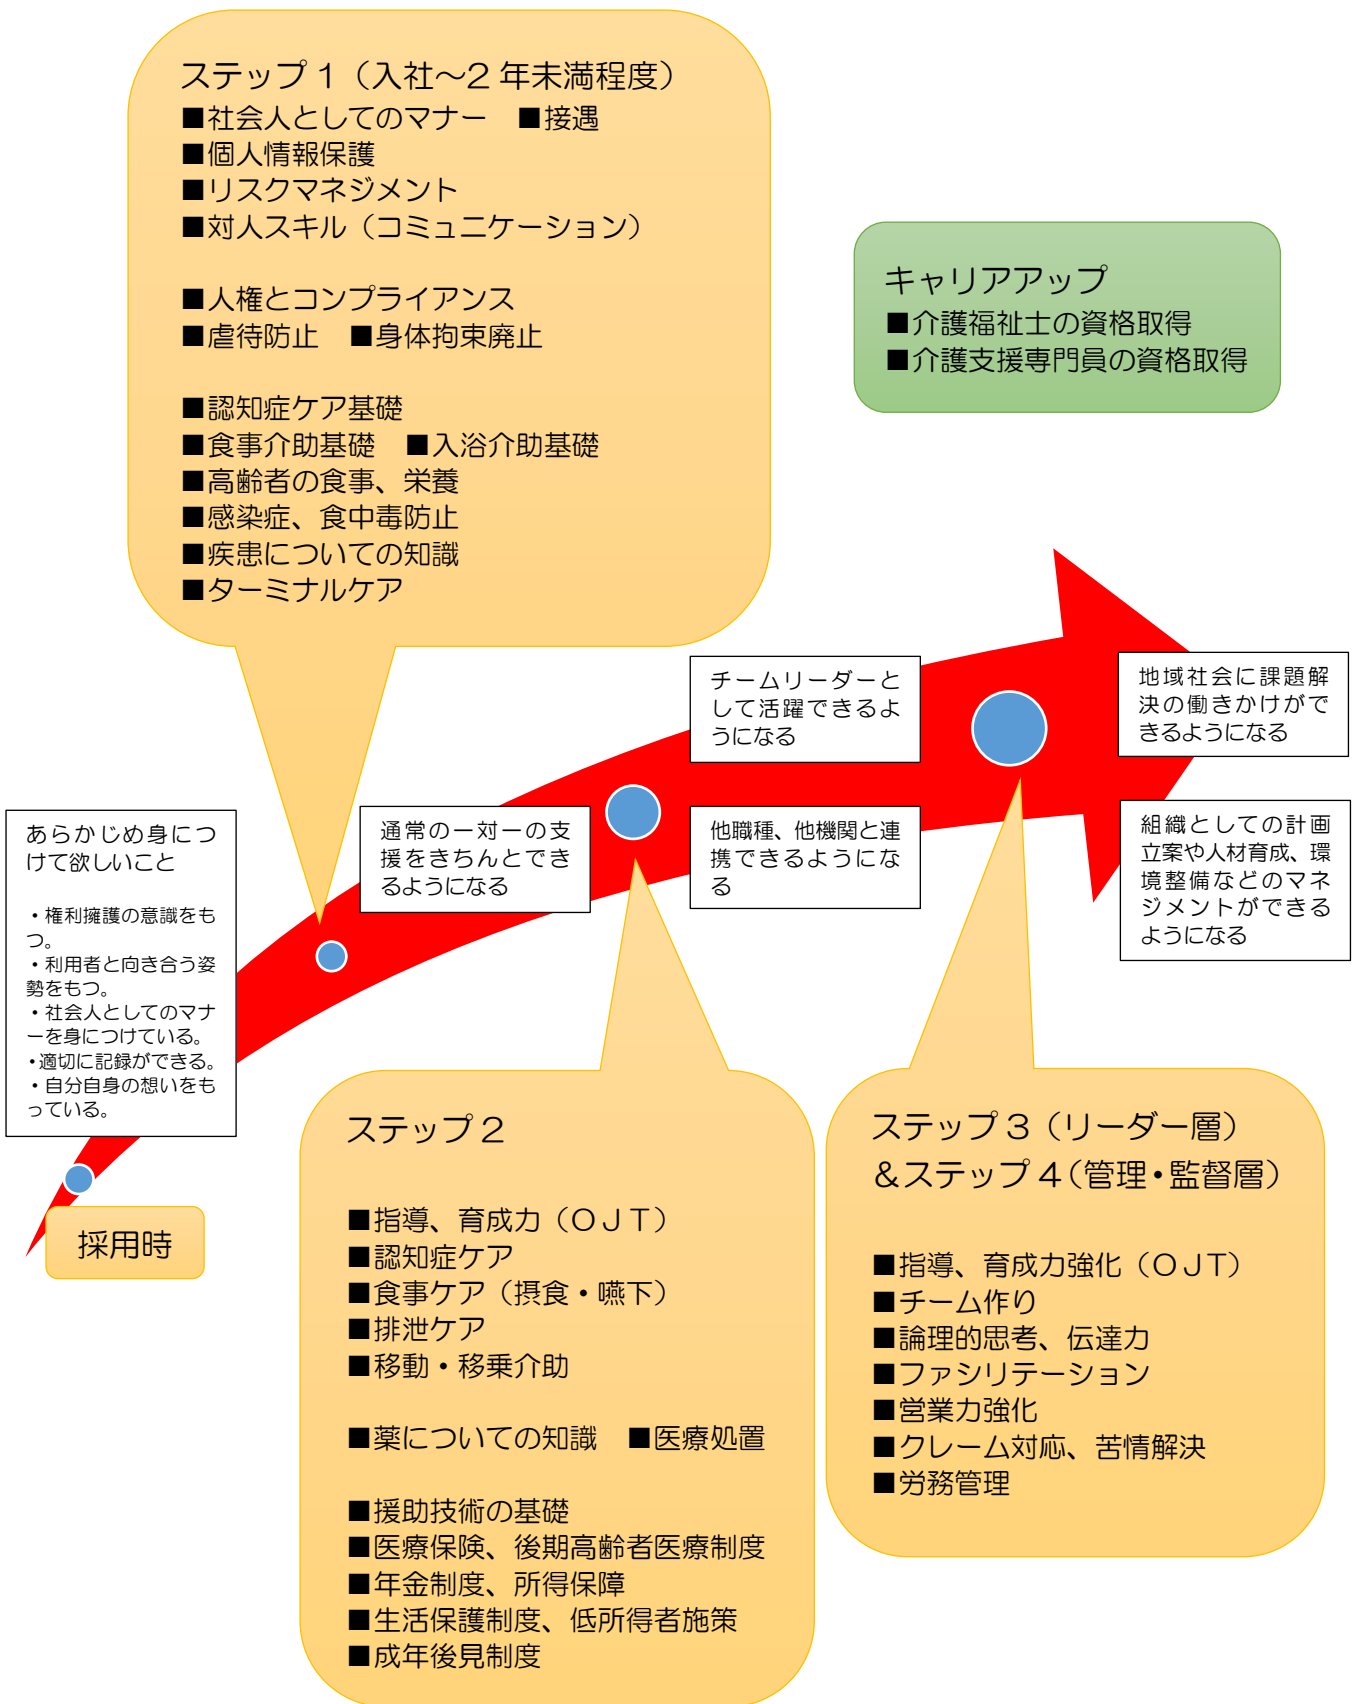 ステップ１（入社～２年未満程度）
■社会人としてのマナー　■接遇
■個人情報保護
■リスクマネジメント
■対人スキル（コミュニケーション）
■人権とコンプライアンス
■虐待防止　■身体拘束廃止
■認知症ケア基礎
■食事介助基礎　■入浴介助基礎
■高齢者の食事、栄養
■感染症、食中毒防止
■疾患についての知識
■ターミナルケア
キャリアアップ
■介護福祉士の資格取得
■介護支援専門員の資格取得
チームリーダーと
して活躍できるよ
うになる
地域社会に課題解
決の働きかけがで
きるようになる
あらかじめ身につ
けて欲しいこと
・権利擁護の意識をも
つ。
・利用者と向き合う姿
勢をもつ。
・社会人としてのマナ
ーを身につけている。
・適切に記録ができる。
・自分自身の想いをも
っている。
通常の一対一の支
援をきちんとでき
るようになる
他職種、他機関と連
携できるようにな
る
組織としての計画
立案や人材育成、環
境整備などのマネ
ジメントができる
ようになる
採用時
ステップ２
■指導、育成力（ＯＪＴ）
■認知症ケア
■食事ケア（摂食・嚥下）
■排泄ケア
■移動・移乗介助
■薬についての知識　■医療処置
■援助技術の基礎
■医療保険、後期高齢者医療制度
■年金制度、所得保障
■生活保護制度、低所得者施策
■成年後見制度
ステップ３（リーダー層）
＆ステップ４（管理・監督層）
■指導、育成力強化（ＯＪＴ）
■チーム作り
■論理的思考、伝達力
■ファシリテーション
■営業力強化
■クレーム対応、苦情解決
■労務管理